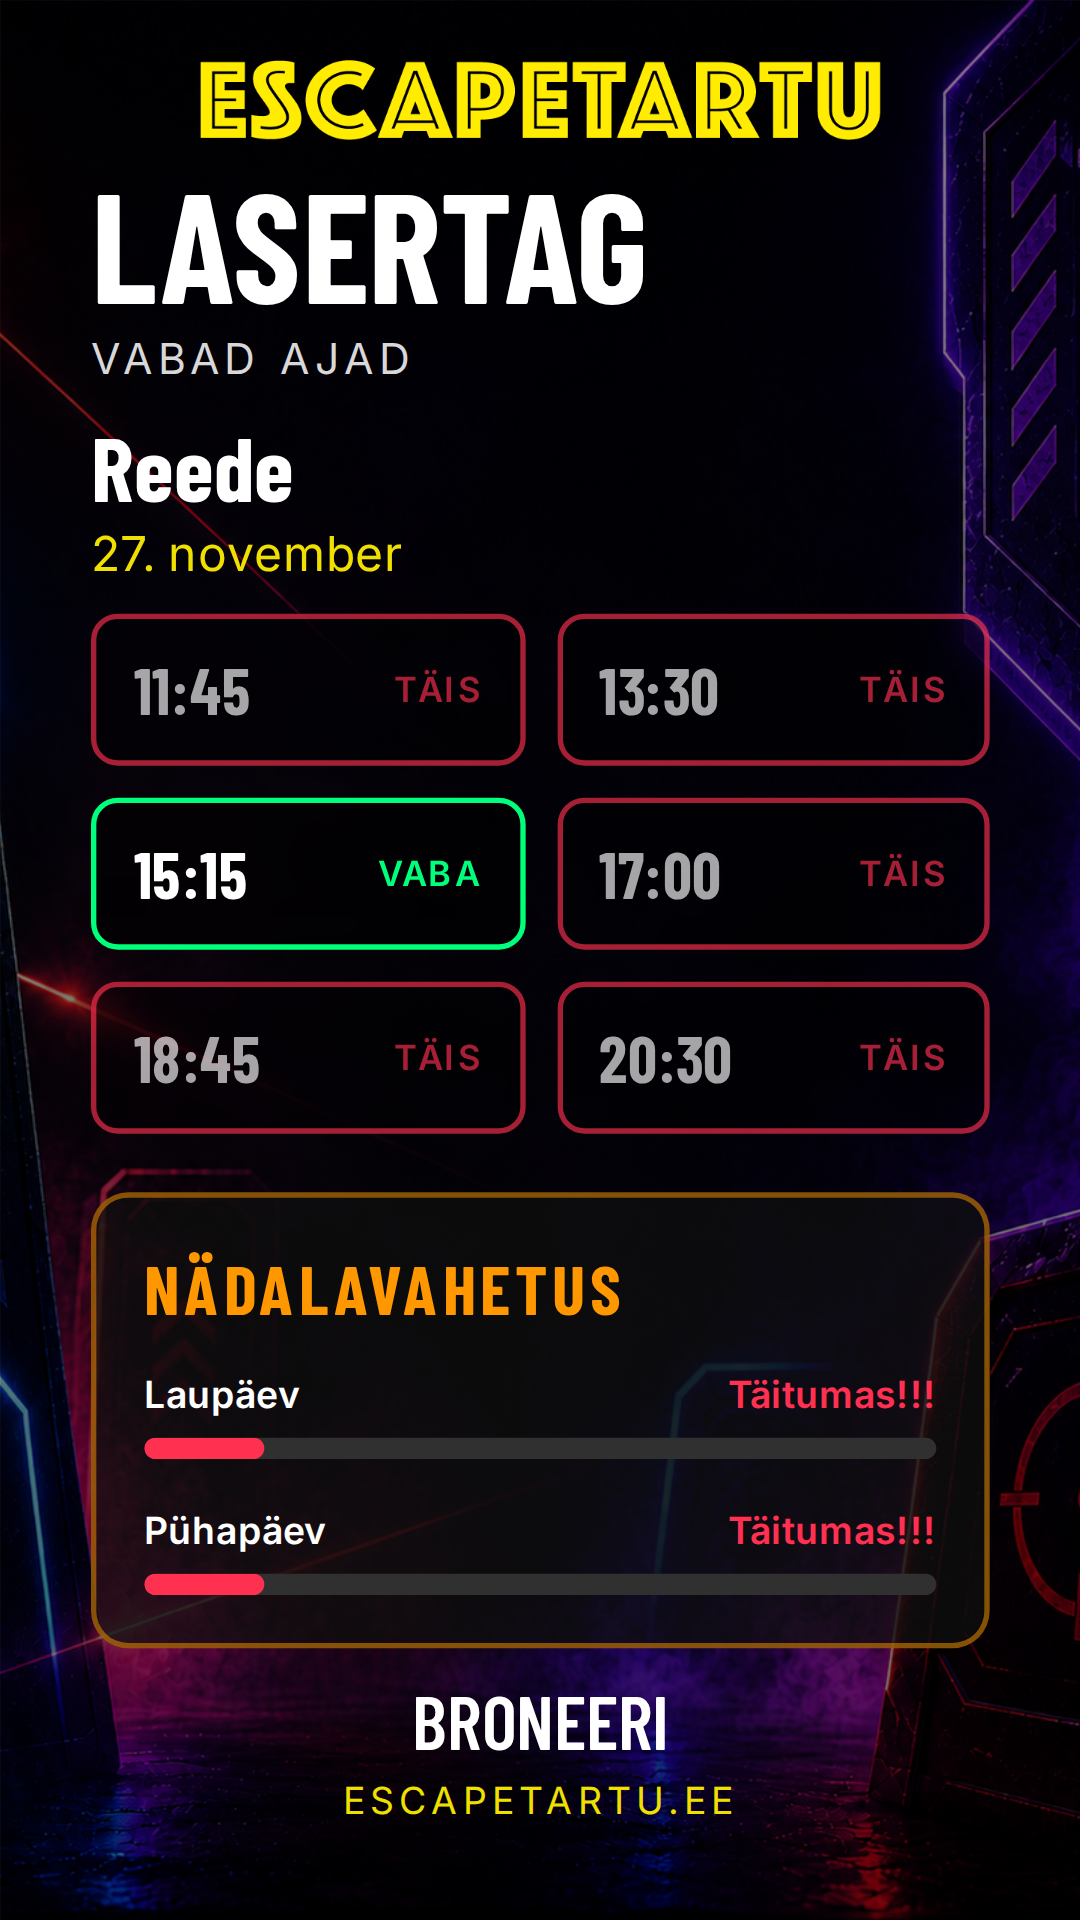 ESCAPETARTU
LASERTAG
VABAD AJAD
Reede
27. november
11:45 TÄIS
13:30 TÄIS
15:15 VABA
17:00 TÄIS
18:45 TÄIS
20:30 TÄIS
NÄDALAVAHETUS
Laupäev Täitumas!!!
Pühapäev Täitumas!!!
BRONEERI
ESCAPETARTU.EE